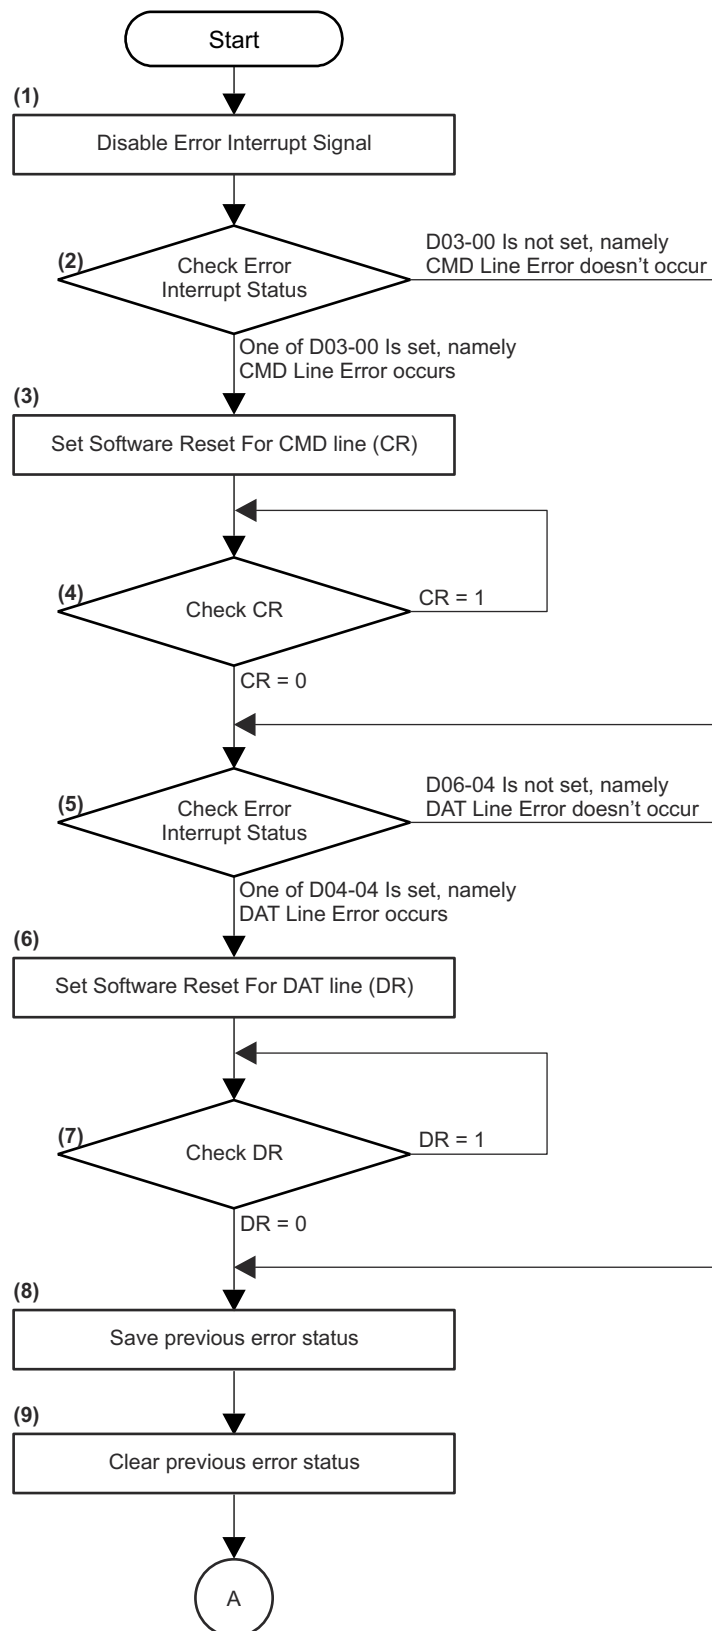 Start
(1)
Disable Error Interrupt Signal
(2)
Check Error
Interrupt Status
D03-00 Is not set, namely
CMD Line Error doesn't occur
One of D03-00 Is set, namely
CMD Line Error occurs
(3)
Set Software Reset For CMD line (CR)
(4)
Check CR
CR = 1
CR = 0
(5)
Check Error
Interrupt Status
D06-04 Is not set, namely
DAT Line Error doesn't occur
One of D04-04 Is set, namely
DAT Line Error occurs
(6)
Set Software Reset For DAT line (DR)
(7)
Check DR
DR = 1
DR = 0
(8)
Save previous error status
(9)
Clear previous error status
A